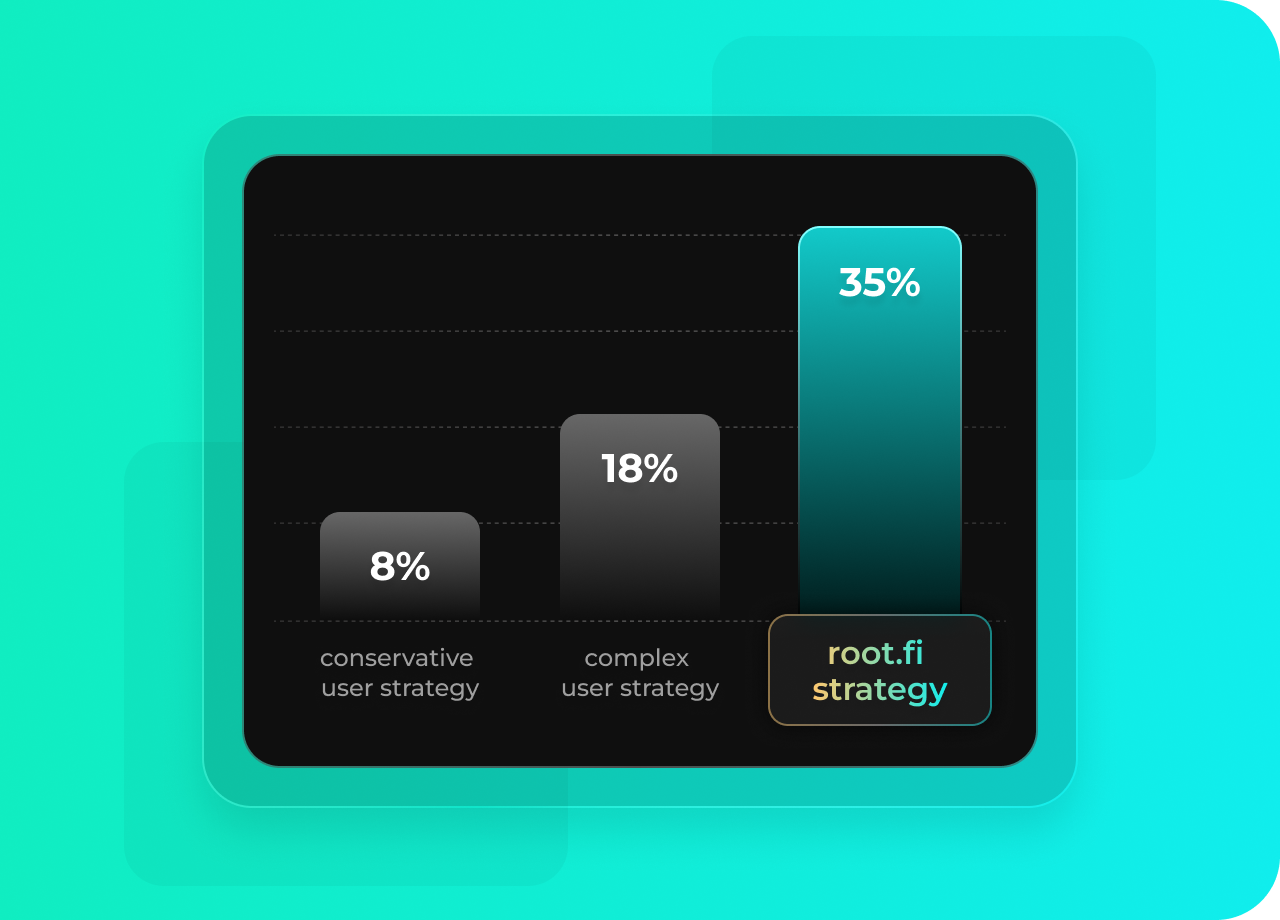 35%
18%
8%
conservative
user strategy
complex
user strategy
root.fi
strategy